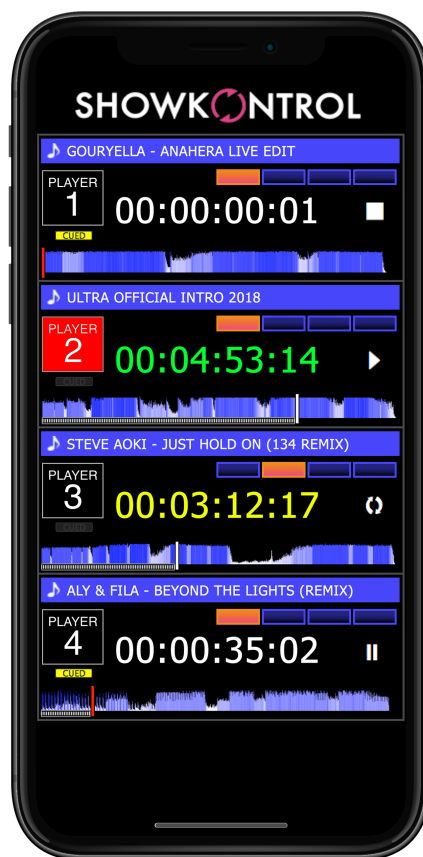 SHOWKONTROL
GOURYELLA - ANAHERA LIVE EDIT
PLAYER
1
00:00:00:01
CUED
ULTRA OFFICIAL INTRO 2018
PLAYER
2
00:04:53:14
CUED
STEVE AOKI - JUST HOLD ON (134 REMIX)
PLAYER
3
00:03:12:17
CUED
ALY & FILA - BEYOND THE LIGHTS (REMIX)
PLAYER
4
00:00:35:02
CUED